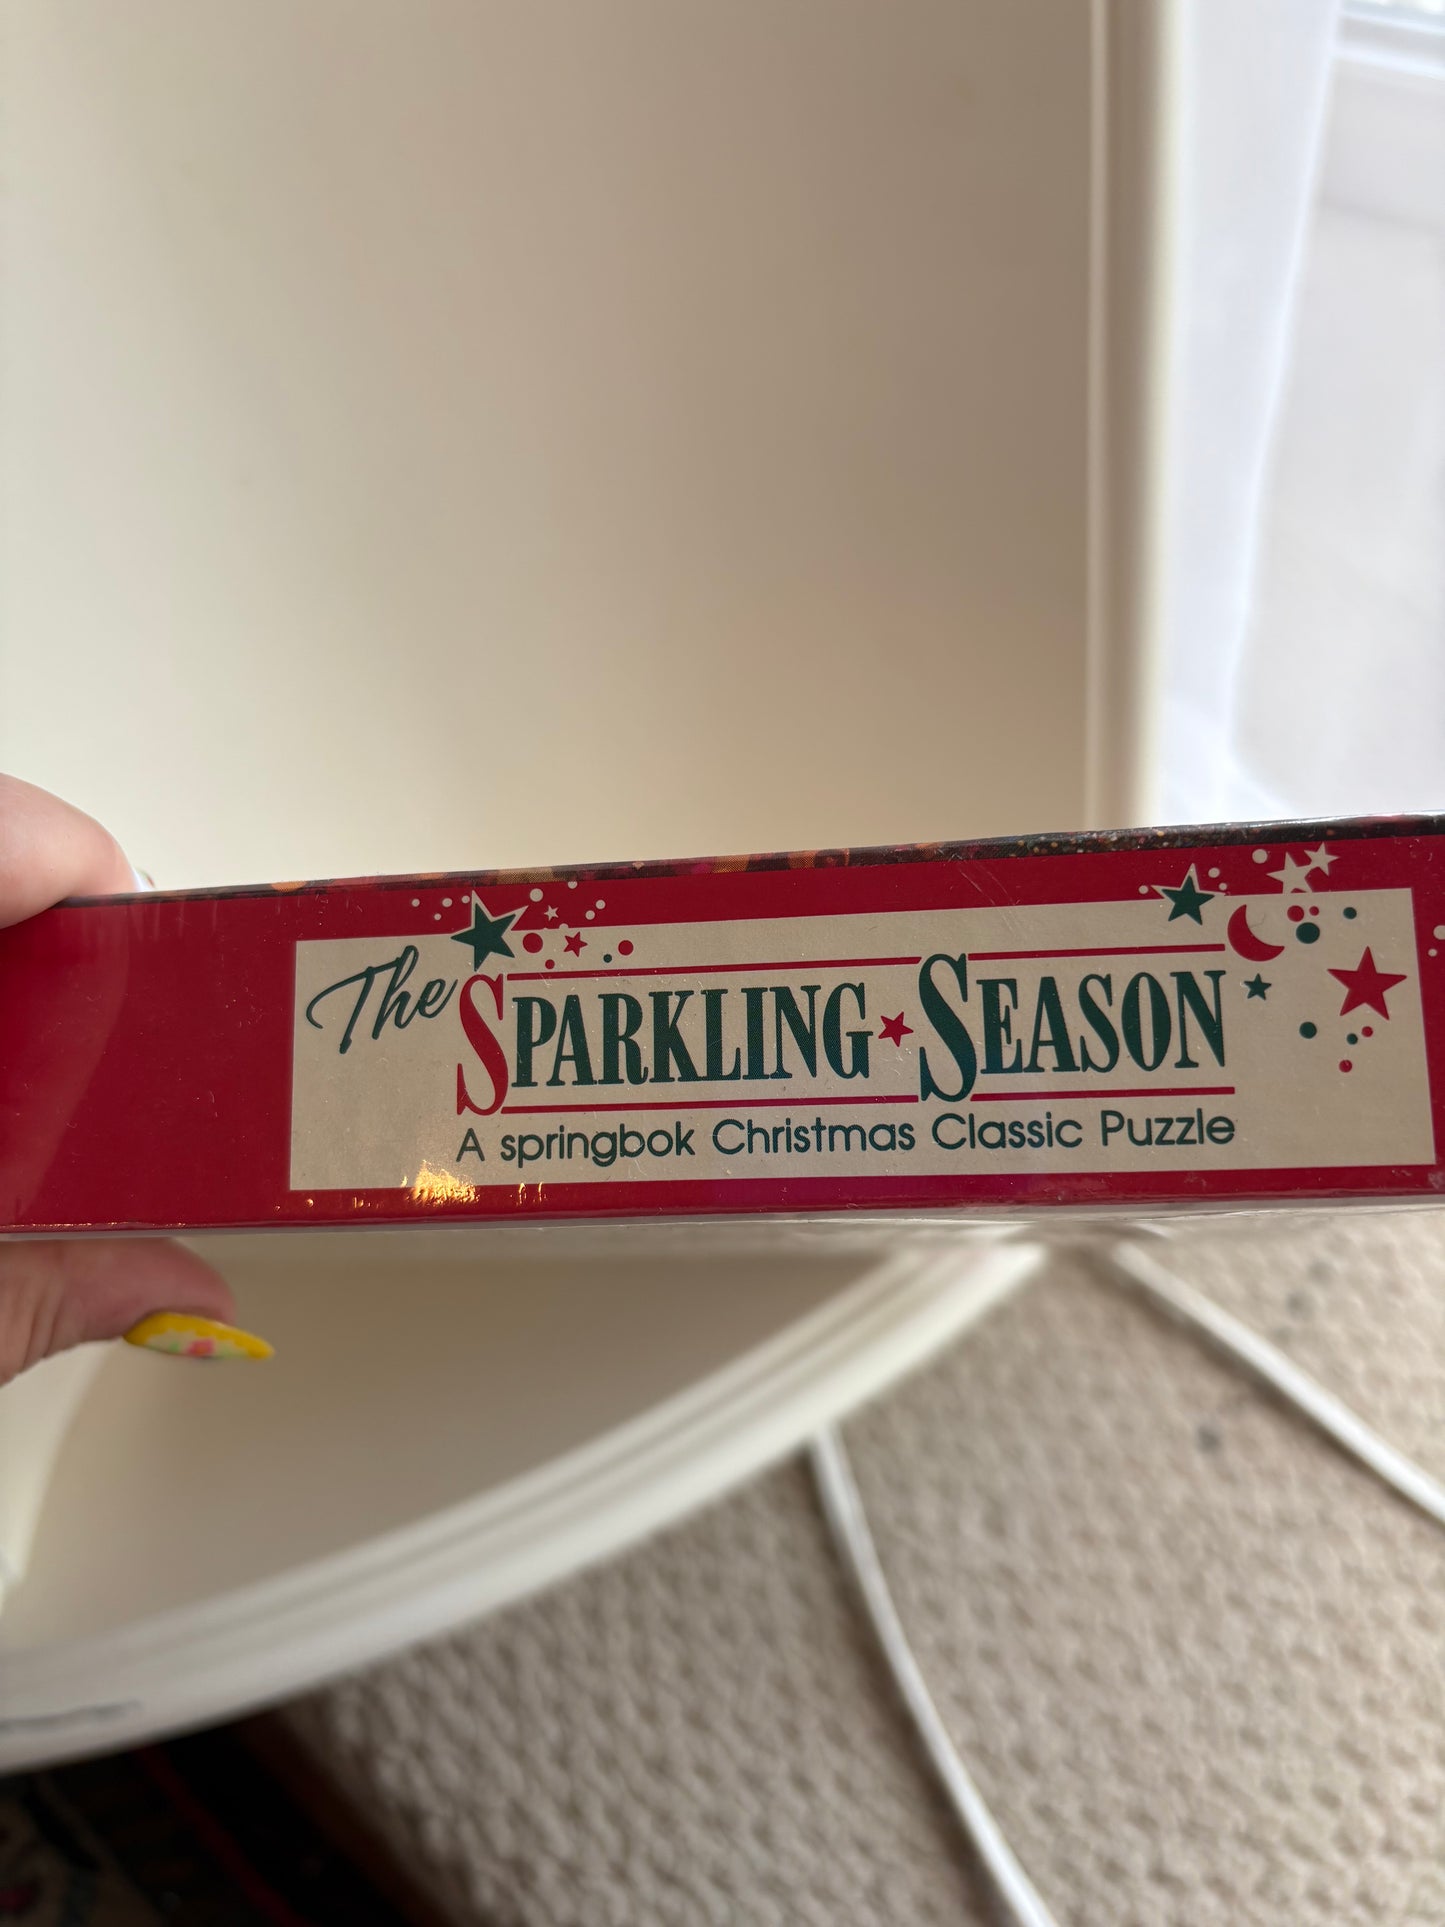 The SPARKLING SEASON
A springbok Christmas Classic Puzzle